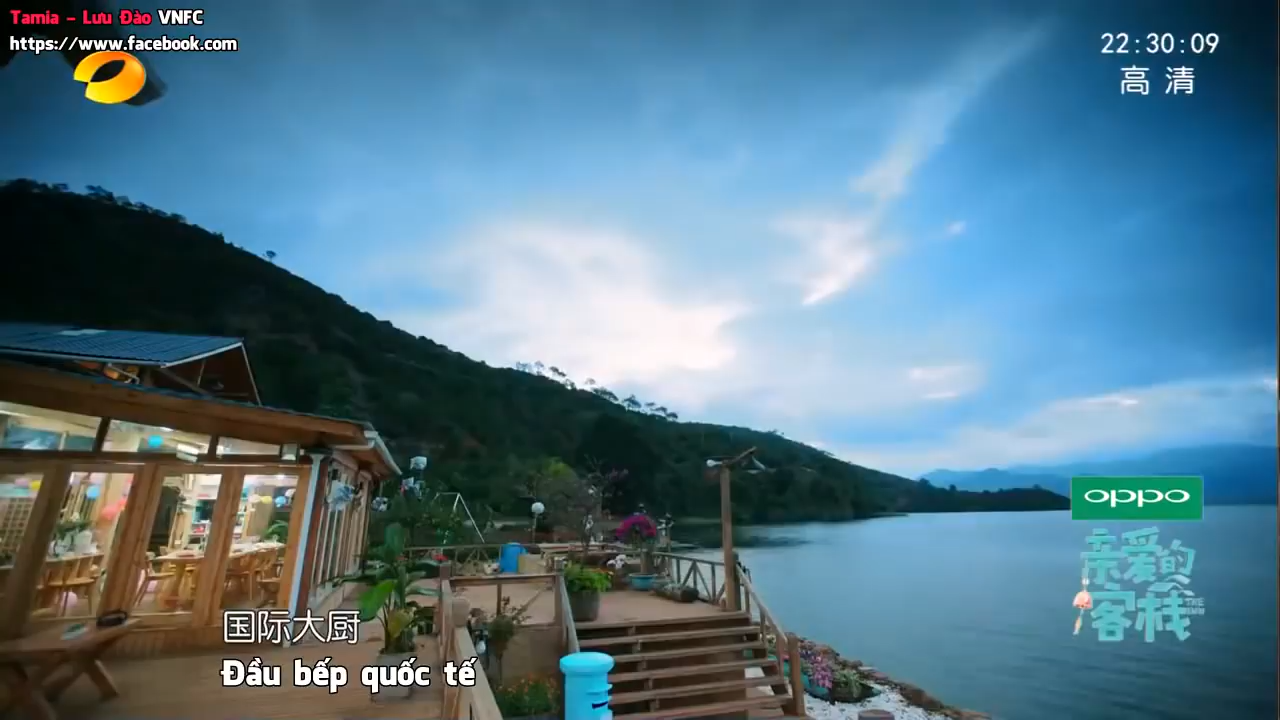 Tamia - Lưu Đào VNFC
https://www.facebook.com
22:30:09
高清
oppo
亲爱的
客栈
THE INN
国际大厨
Đầu bếp quốc tế